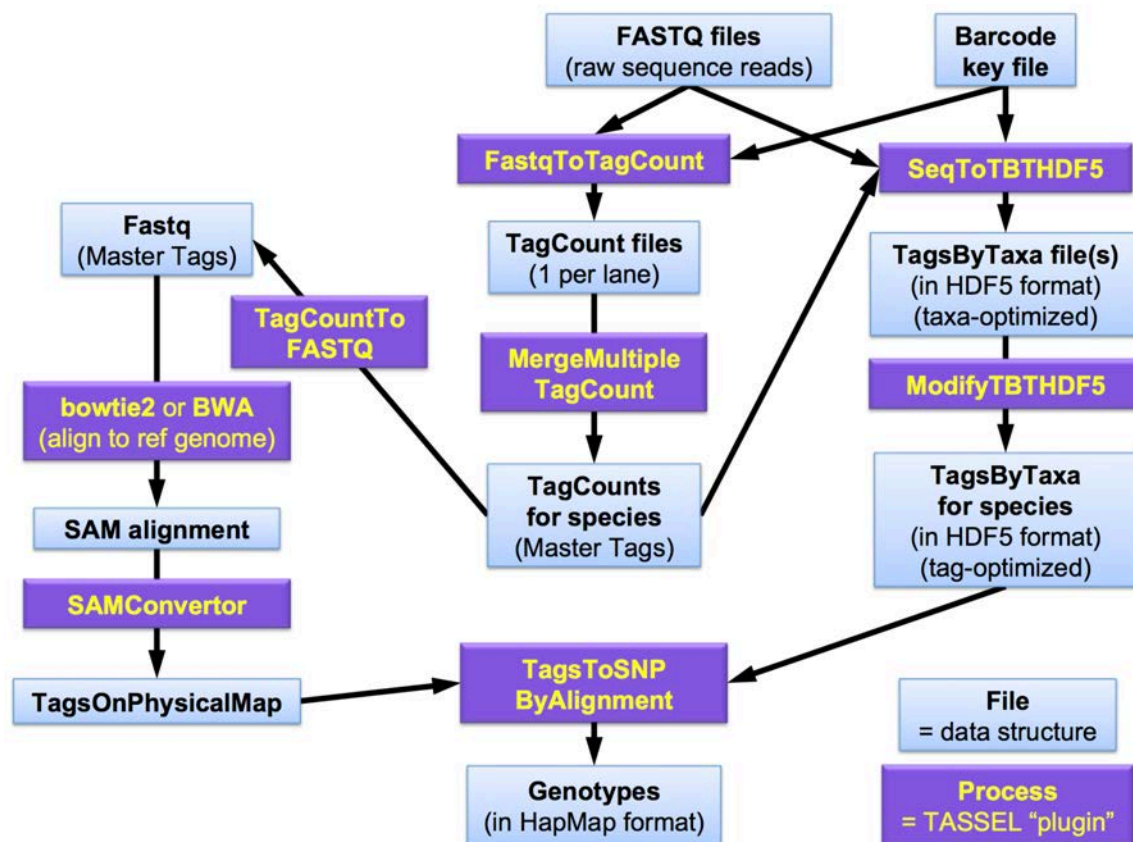 FASTQ files
(raw sequence reads)
Barcode
key file
FastqToTagCount
SeqToTBTHDF5
Fastq
(Master Tags)
TagCount files
(1 per lane)
TagsByTaxa file(s)
(in HDF5 format)
(taxa-optimized)
TagCountTo
FASTQ
MergeMultiple
TagCount
ModifyTBTHDF5
bowtie2 or BWA
(align to ref genome)
TagCounts
for species
(Master Tags)
TagsByTaxa
for species
(in HDF5 format)
(tag-optimized)
SAM alignment
SAMConvertor
TagsToSNP
ByAlignment
TagsOnPhysicalMap
File
= data structure
Genotypes
(in HapMap format)
Process
= TASSEL “plugin”